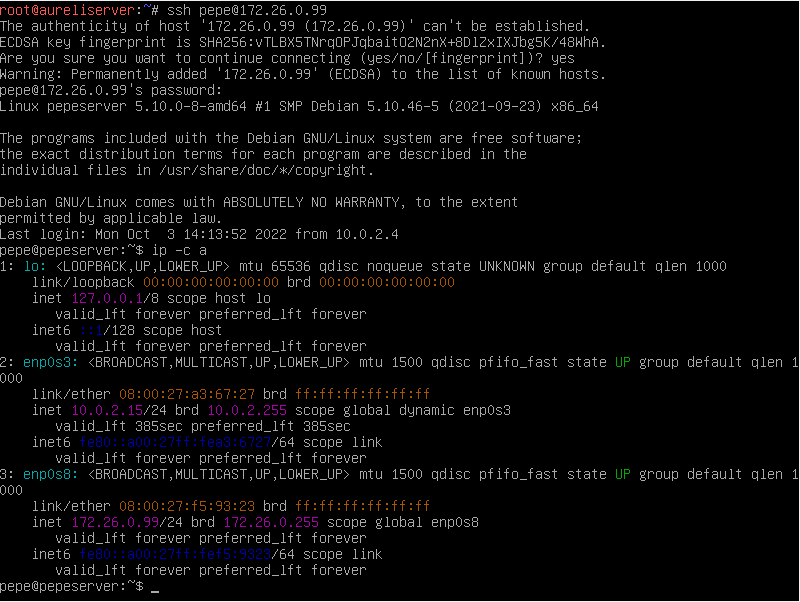 root@aureliserver:~# ssh pepe@172.26.0.99
The authenticity of host '172.26.0.99 (172.26.0.99)' can't be established.
ECDSA key fingerprint is SHA256:vTLBX5TNrqOPJqbaitO2N2nX+8DlZxIXJbg5K/48WhA.
Are you sure you want to continue connecting (yes/no/[fingerprint])? yes
Warning: Permanently added '172.26.0.99' (ECDSA) to the list of known hosts.
pepe@172.26.0.99's password:
Linux pepeserver 5.10.0-8-amd64 #1 SMP Debian 5.10.46-5 (2021-09-23) x86_64

The programs included with the Debian GNU/Linux system are free software;
the exact distribution terms for each program are described in the
individual files in /usr/share/doc/*/copyright.

Debian GNU/Linux comes with ABSOLUTELY NO WARRANTY, to the extent
permitted by applicable law.
Last login: Mon Oct  3 14:13:52 2022 from 10.0.2.4
pepe@pepeserver:~$ ip -c a
1: lo: <LOOPBACK,UP,LOWER_UP> mtu 65536 qdisc noqueue state UNKNOWN group default qlen 1000
    link/loopback 00:00:00:00:00:00 brd 00:00:00:00:00:00
    inet 127.0.0.1/8 scope host lo
       valid_lft forever preferred_lft forever
    inet6 ::1/128 scope host
       valid_lft forever preferred_lft forever
2: enp0s3: <BROADCAST,MULTICAST,UP,LOWER_UP> mtu 1500 qdisc pfifo_fast state UP group default qlen 1
000
    link/ether 08:00:27:a3:67:27 brd ff:ff:ff:ff:ff:ff
    inet 10.0.2.15/24 brd 10.0.2.255 scope global dynamic enp0s3
       valid_lft 385sec preferred_lft 385sec
    inet6 fe80::a00:27ff:fea3:6727/64 scope link
       valid_lft forever preferred_lft forever
3: enp0s8: <BROADCAST,MULTICAST,UP,LOWER_UP> mtu 1500 qdisc pfifo_fast state UP group default qlen 1
000
    link/ether 08:00:27:f5:93:23 brd ff:ff:ff:ff:ff:ff
    inet 172.26.0.99/24 brd 172.26.0.255 scope global enp0s8
       valid_lft forever preferred_lft forever
    inet6 fe80::a00:27ff:fef5:9323/64 scope link
       valid_lft forever preferred_lft forever
pepe@pepeserver:~$ _